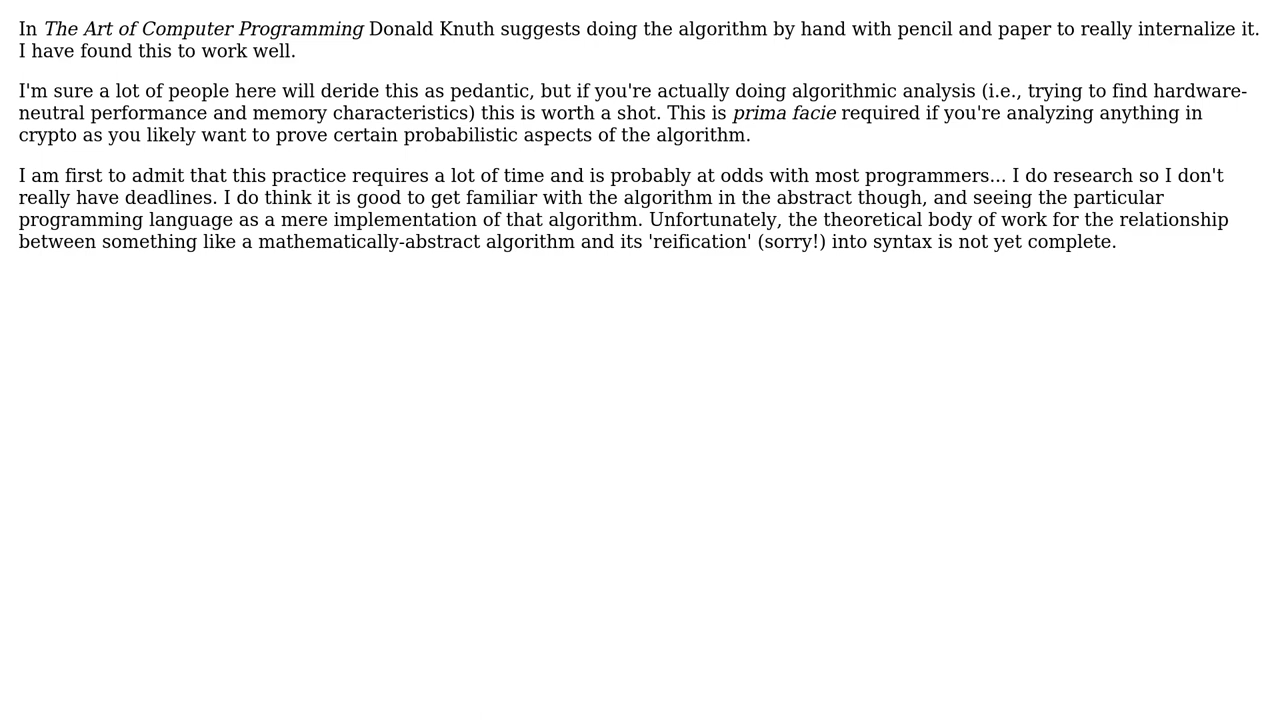 In The Art of Computer Programming Donald Knuth suggests doing the algorithm by hand with pencil and paper to really internalize it.
I have found this to work well.
I'm sure a lot of people here will deride this as pedantic, but if you're actually doing algorithmic analysis (i.e., trying to find hardware-
neutral performance and memory characteristics) this is worth a shot. This is prima facie required if you're analyzing anything in
crypto as you likely want to prove certain probabilistic aspects of the algorithm.
I am first to admit that this practice requires a lot of time and is probably at odds with most programmers... I do research so I don't
really have deadlines. I do think it is good to get familiar with the algorithm in the abstract though, and seeing the particular
programming language as a mere implementation of that algorithm. Unfortunately, the theoretical body of work for the relationship
between something like a mathematically-abstract algorithm and its 'reification' (sorry!) into syntax is not yet complete.